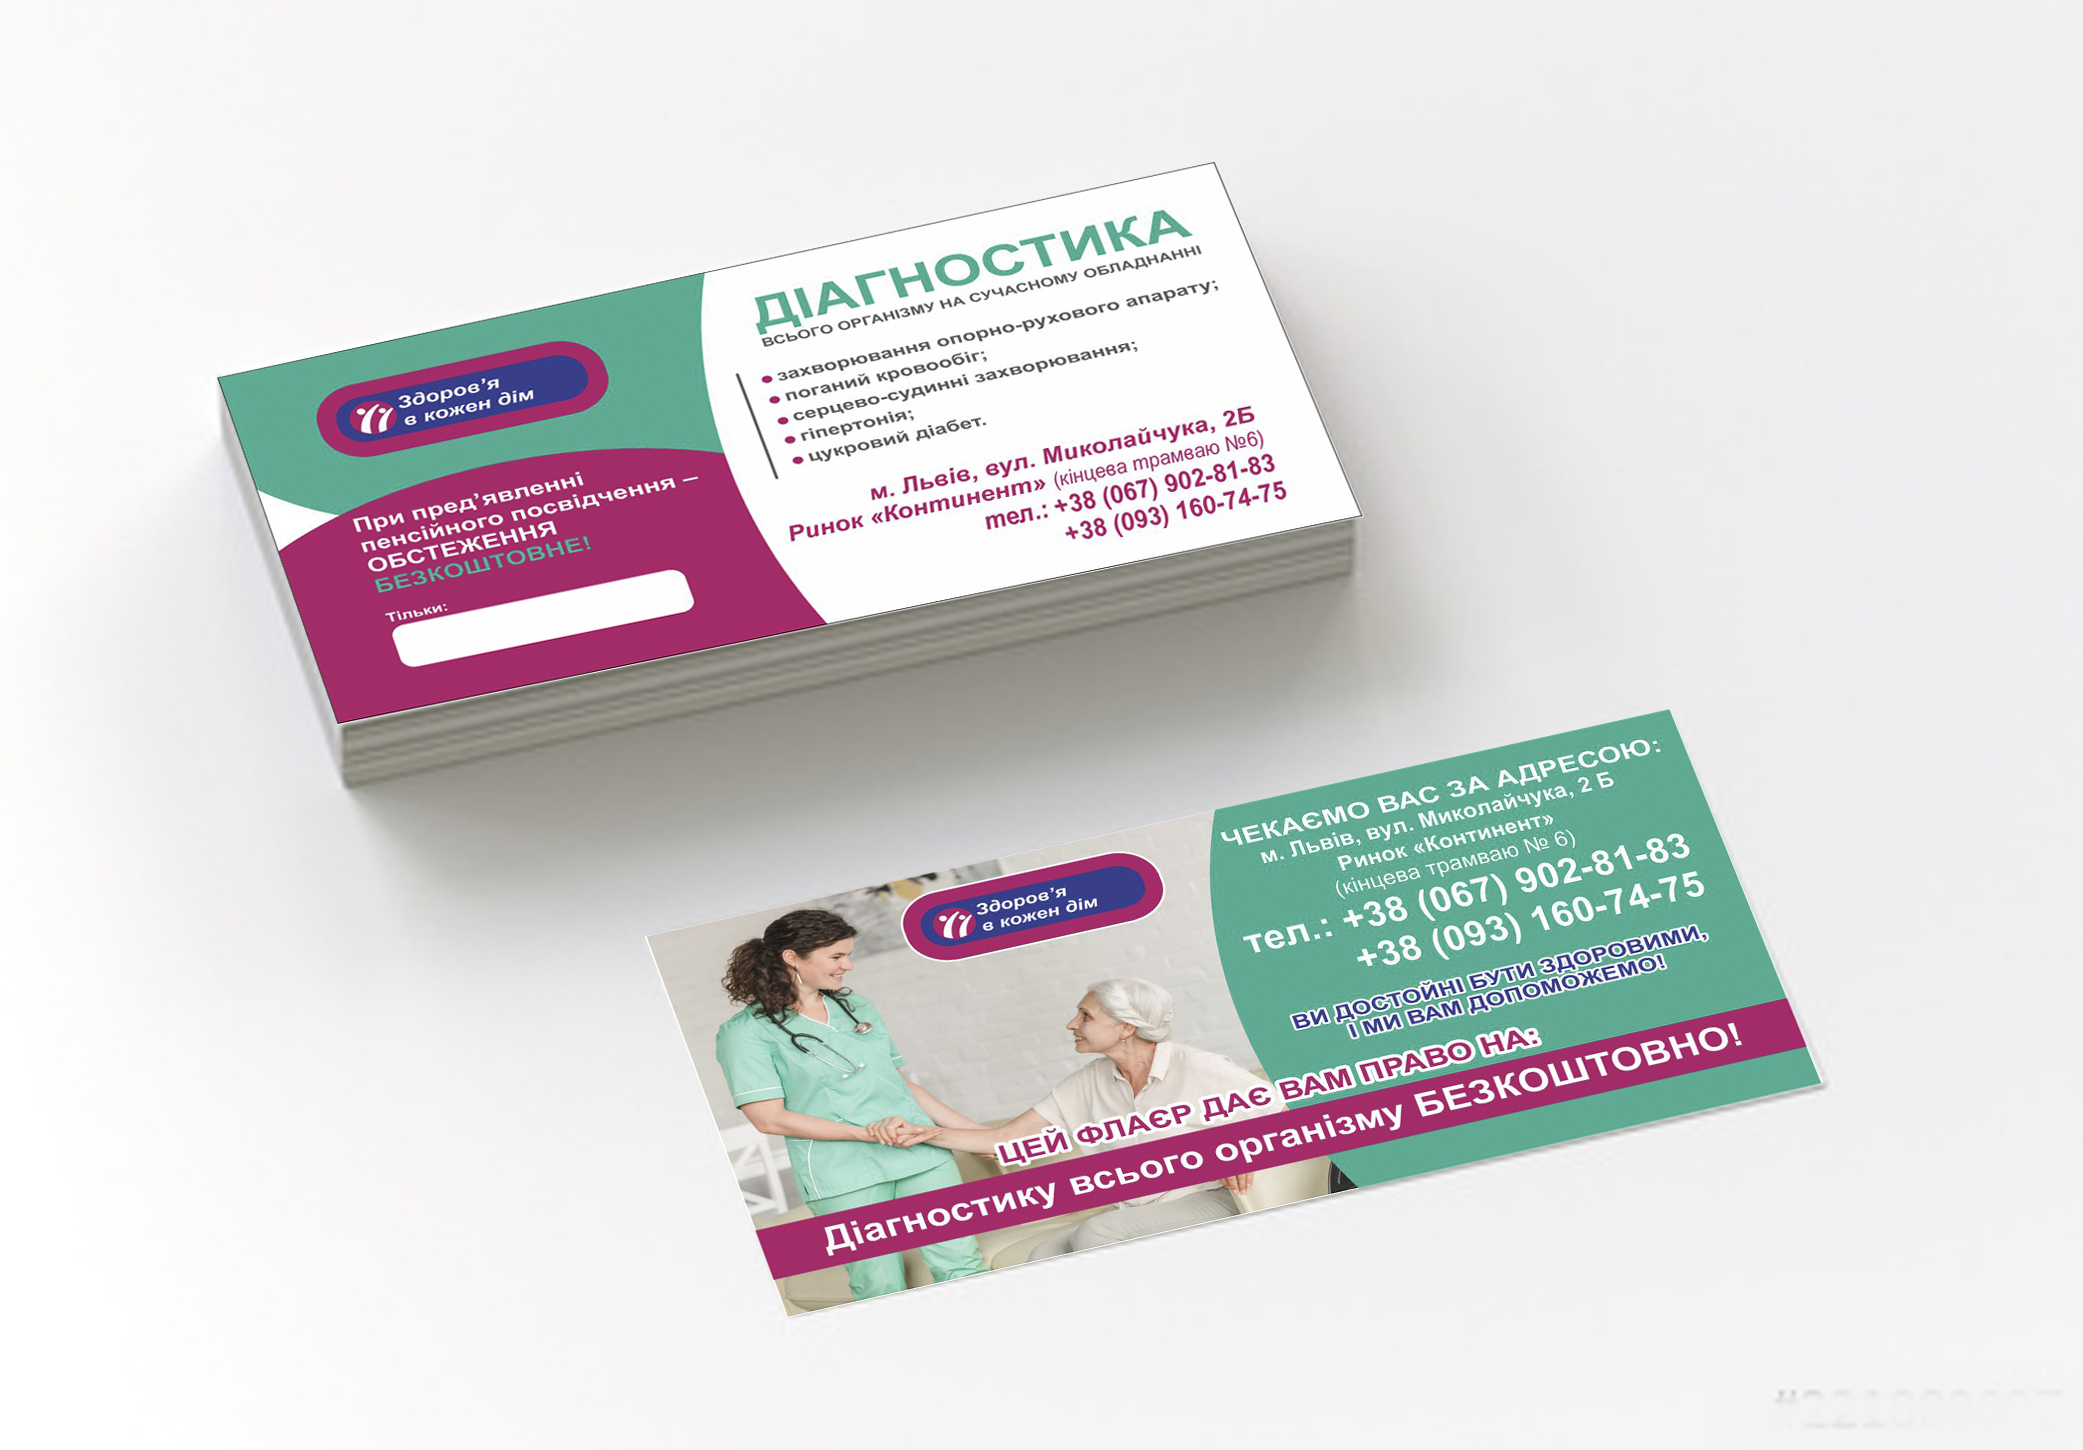 Здоров’я
в кожен дім
При пред’явленні
пенсійного посвідчення –
ОБСТЕЖЕННЯ
БЕЗКОШТОВНЕ!
Тільки:
ДІАГНОСТИКА
ВСЬОГО ОРГАНІЗМУ НА СУЧАСНОМУ ОБЛАДНАННІ
• захворювання опорно-рухового апарату;
• поганий кровообіг;
• серцево-судинні захворювання;
• гіпертонія;
• цукровий діабет.
м. Львів, вул. Миколайчука, 2Б
Ринок «Континент» (кінцева трамваю №6)
тел.: +38 (067) 902-81-83
+38 (093) 160-74-75
Здоров’я
в кожен дім
ЧЕКАЄМО ВАС ЗА АДРЕСОЮ:
м. Львів, вул. Миколайчука, 2 Б
Ринок «Континент»
(кінцева трамваю № 6)
тел.: +38 (067) 902-81-83
+38 (093) 160-74-75
ВИ ДОСТОЙНІ БУТИ ЗДОРОВИМИ,
І МИ ВАМ ДОПОМОЖЕМО!
ЦЕЙ ФЛАЄР ДАЄ ВАМ ПРАВО НА:
Діагностику всього організму БЕЗКОШТОВНО!